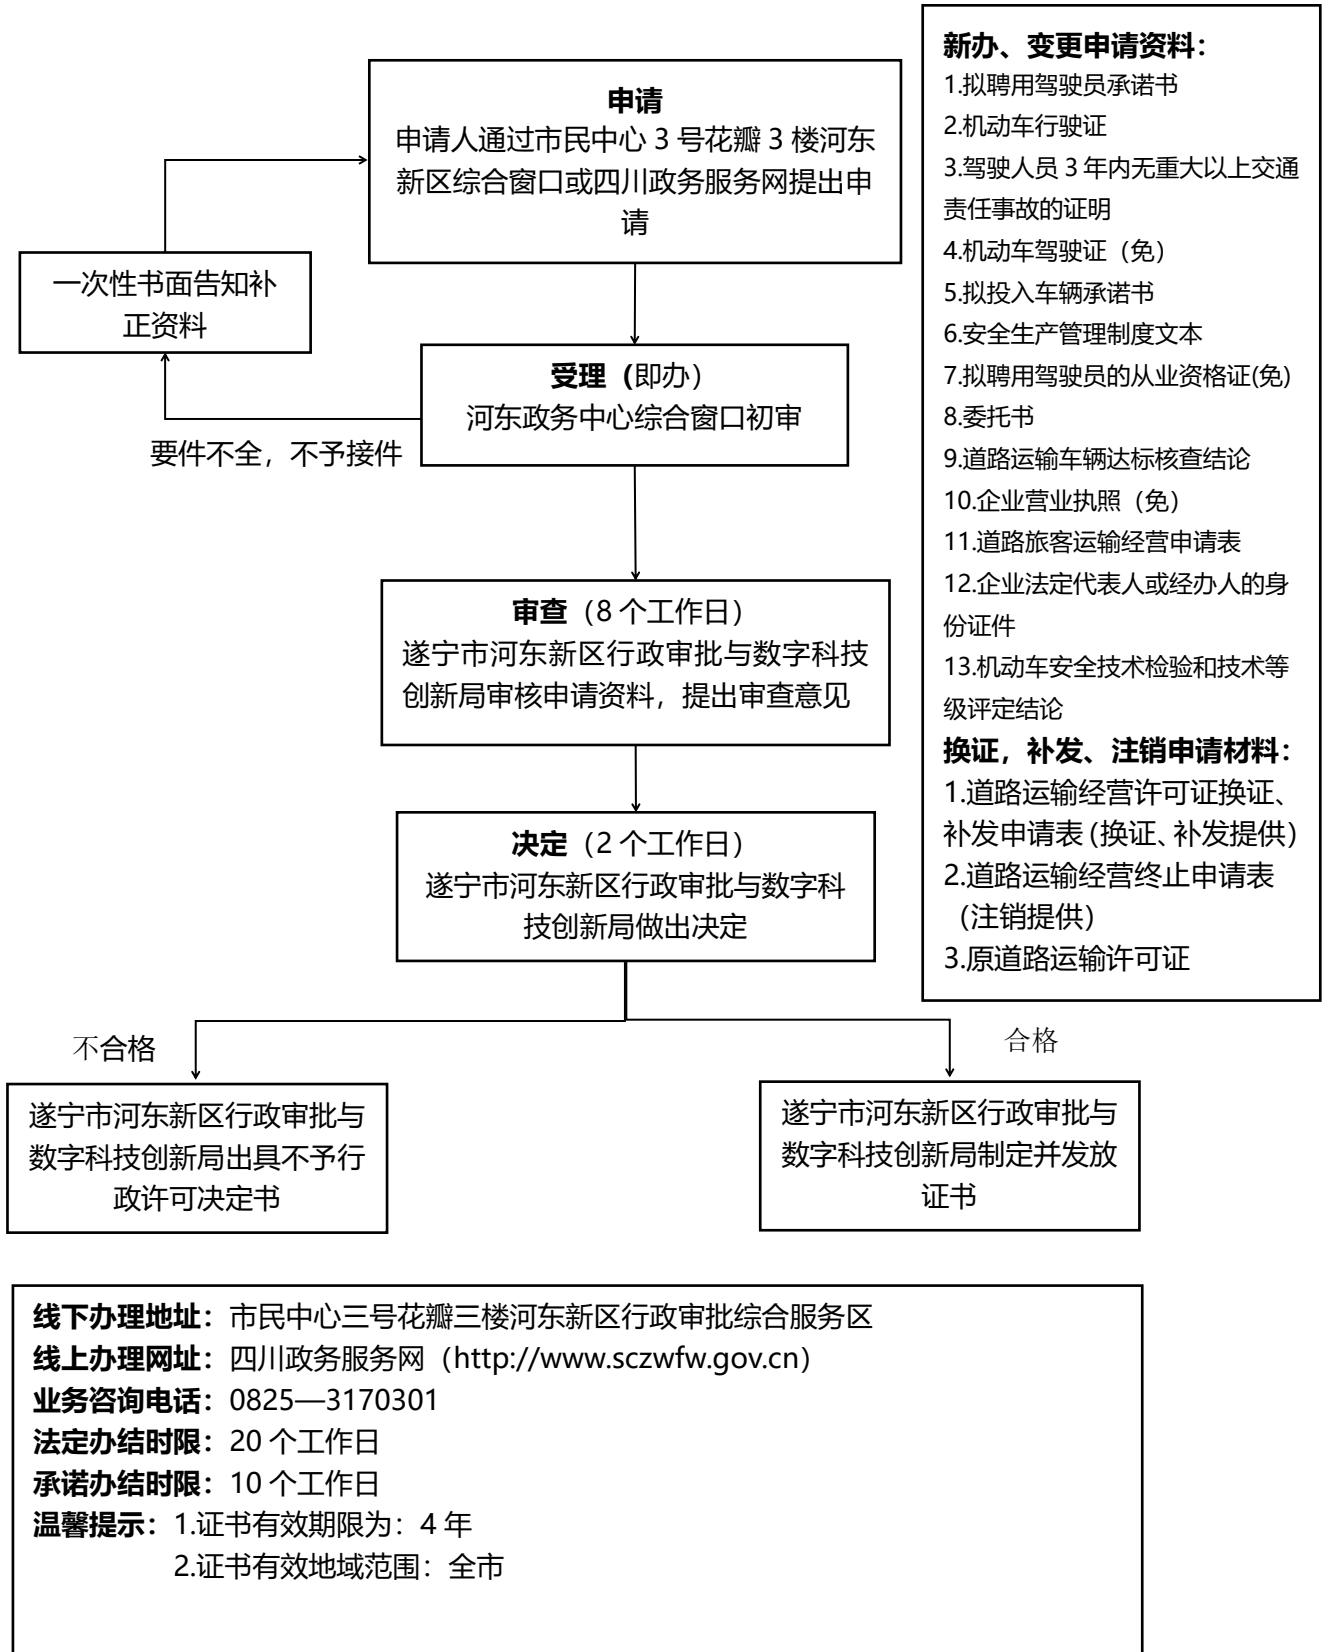 申请
申请人通过市民中心 3 号花瓣 3 楼河东
新区综合窗口或四川政务服务网提出申
请
一次性书面告知补
正资料
受理（即办）
河东政务中心综合窗口初审
要件不全，不予接件
审查（8 个工作日）
遂宁市河东新区行政审批与数字科技
创新局审核申请资料，提出审查意见
决定（2 个工作日）
遂宁市河东新区行政审批与数字科
技创新局做出决定
不合格
合格
遂宁市河东新区行政审批与
数字科技创新局出具不予行
政许可决定书
遂宁市河东新区行政审批与
数字科技创新局制定并发放
证书
新办、变更申请资料：
1.拟聘用驾驶员承诺书
2.机动车行驶证
3.驾驶人员 3 年内无重大以上交通
责任事故的证明
4.机动车驾驶证（免）
5.拟投入车辆承诺书
6.安全生产管理制度文本
7.拟聘用驾驶员的从业资格证(免)
8.委托书
9.道路运输车辆达标核查结论
10.企业营业执照（免）
11.道路旅客运输经营申请表
12.企业法定代表人或经办人的身
份证件
13.机动车安全技术检验和技术等
级评定结论
换证，补发、注销申请材料：
1.道路运输经营许可证换证、
补发申请表（换证、补发提供）
2.道路运输经营终止申请表
（注销提供）
3.原道路运输许可证
线下办理地址：市民中心三号花瓣三楼河东新区行政审批综合服务区
线上办理网址：四川政务服务网（http://www.sczwfw.gov.cn）
业务咨询电话：0825—3170301
法定办结时限：20 个工作日
承诺办结时限：10 个工作日
温馨提示：1.证书有效期限为：4 年
2.证书有效地域范围：全市